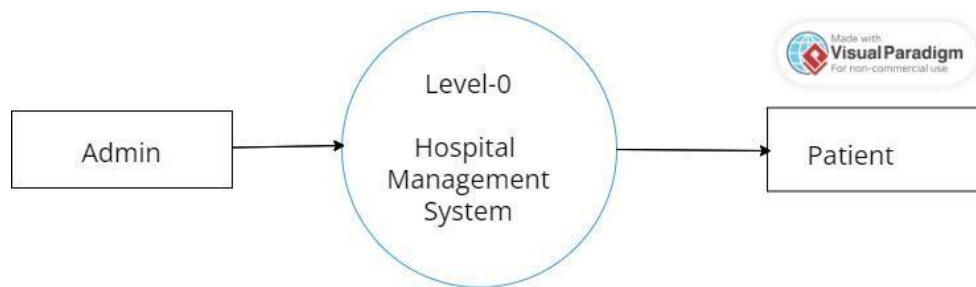 Made with
Visual Paradigm
For non-commercial use
Level-0
Admin
Hospital
Management
System
Patient